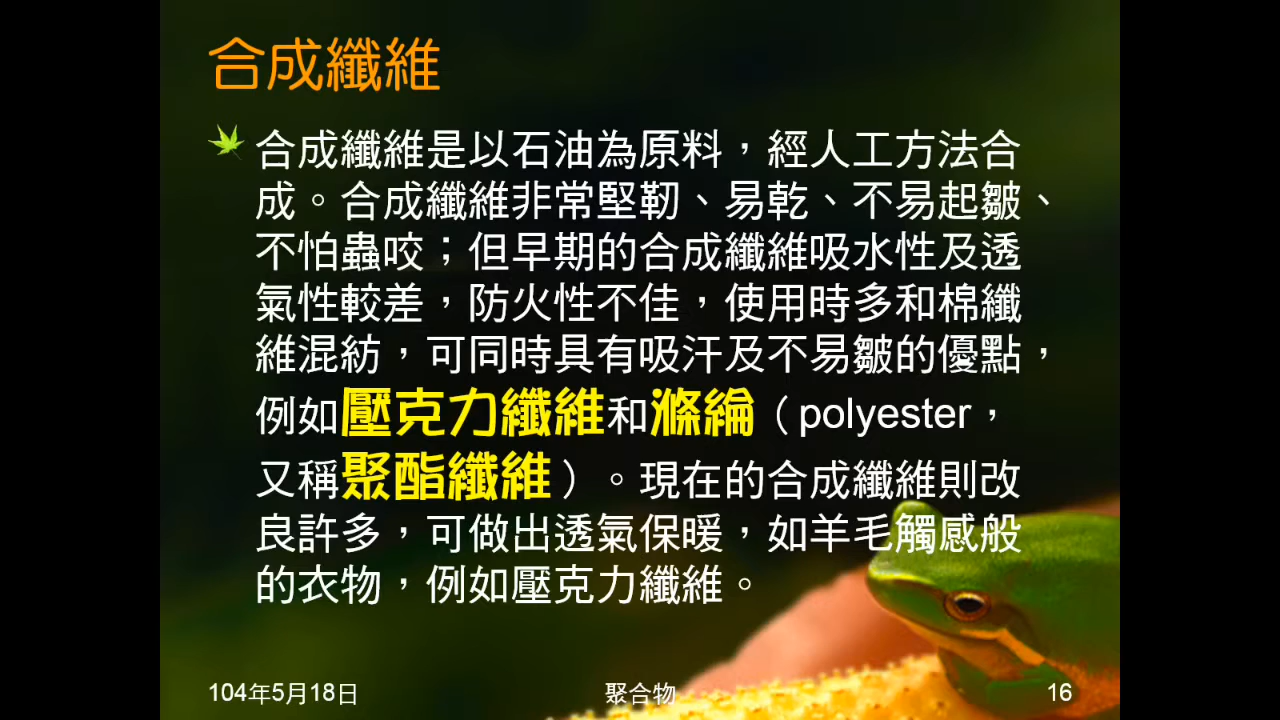 合成纖維
合成纖維是以石油為原料，經人工方法合
成。合成纖維非常堅韌、易乾、不易起皺、
不怕蟲咬；但早期的合成纖維吸水性及透
氣性較差，防火性不佳，使用時多和棉纖
維混紡，可同時具有吸汗及不易皺的優點，
例如壓克力纖維和滌綸（polyester，
又稱聚酯纖維）。現在的合成纖維則改
良許多，可做出透氣保暖，如羊毛觸感般
的衣物，例如壓克力纖維。
104年5月18日
聚合物
16